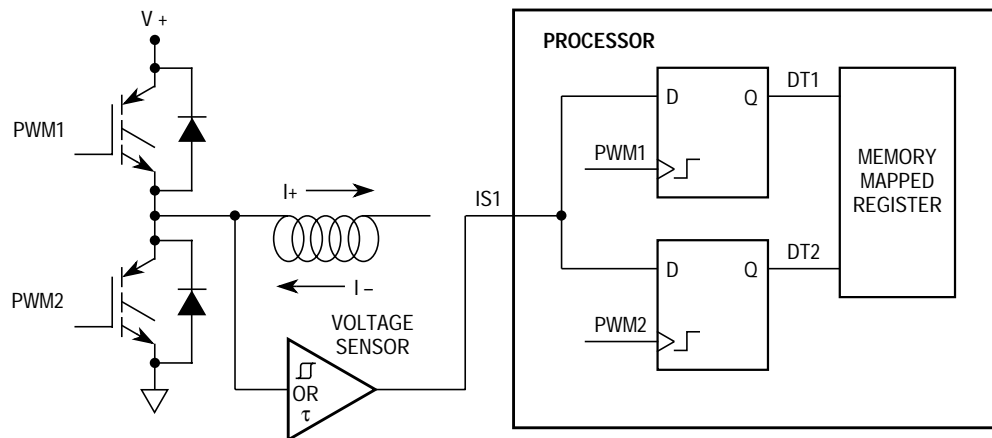 V +
PROCESSOR
PWM1
I+
I –
IS1
D
Q
DT1
PWM1
MEMORY
MAPPED
REGISTER
PWM2
VOLTAGE
SENSOR
OR
τ
D
Q
DT2
PWM2